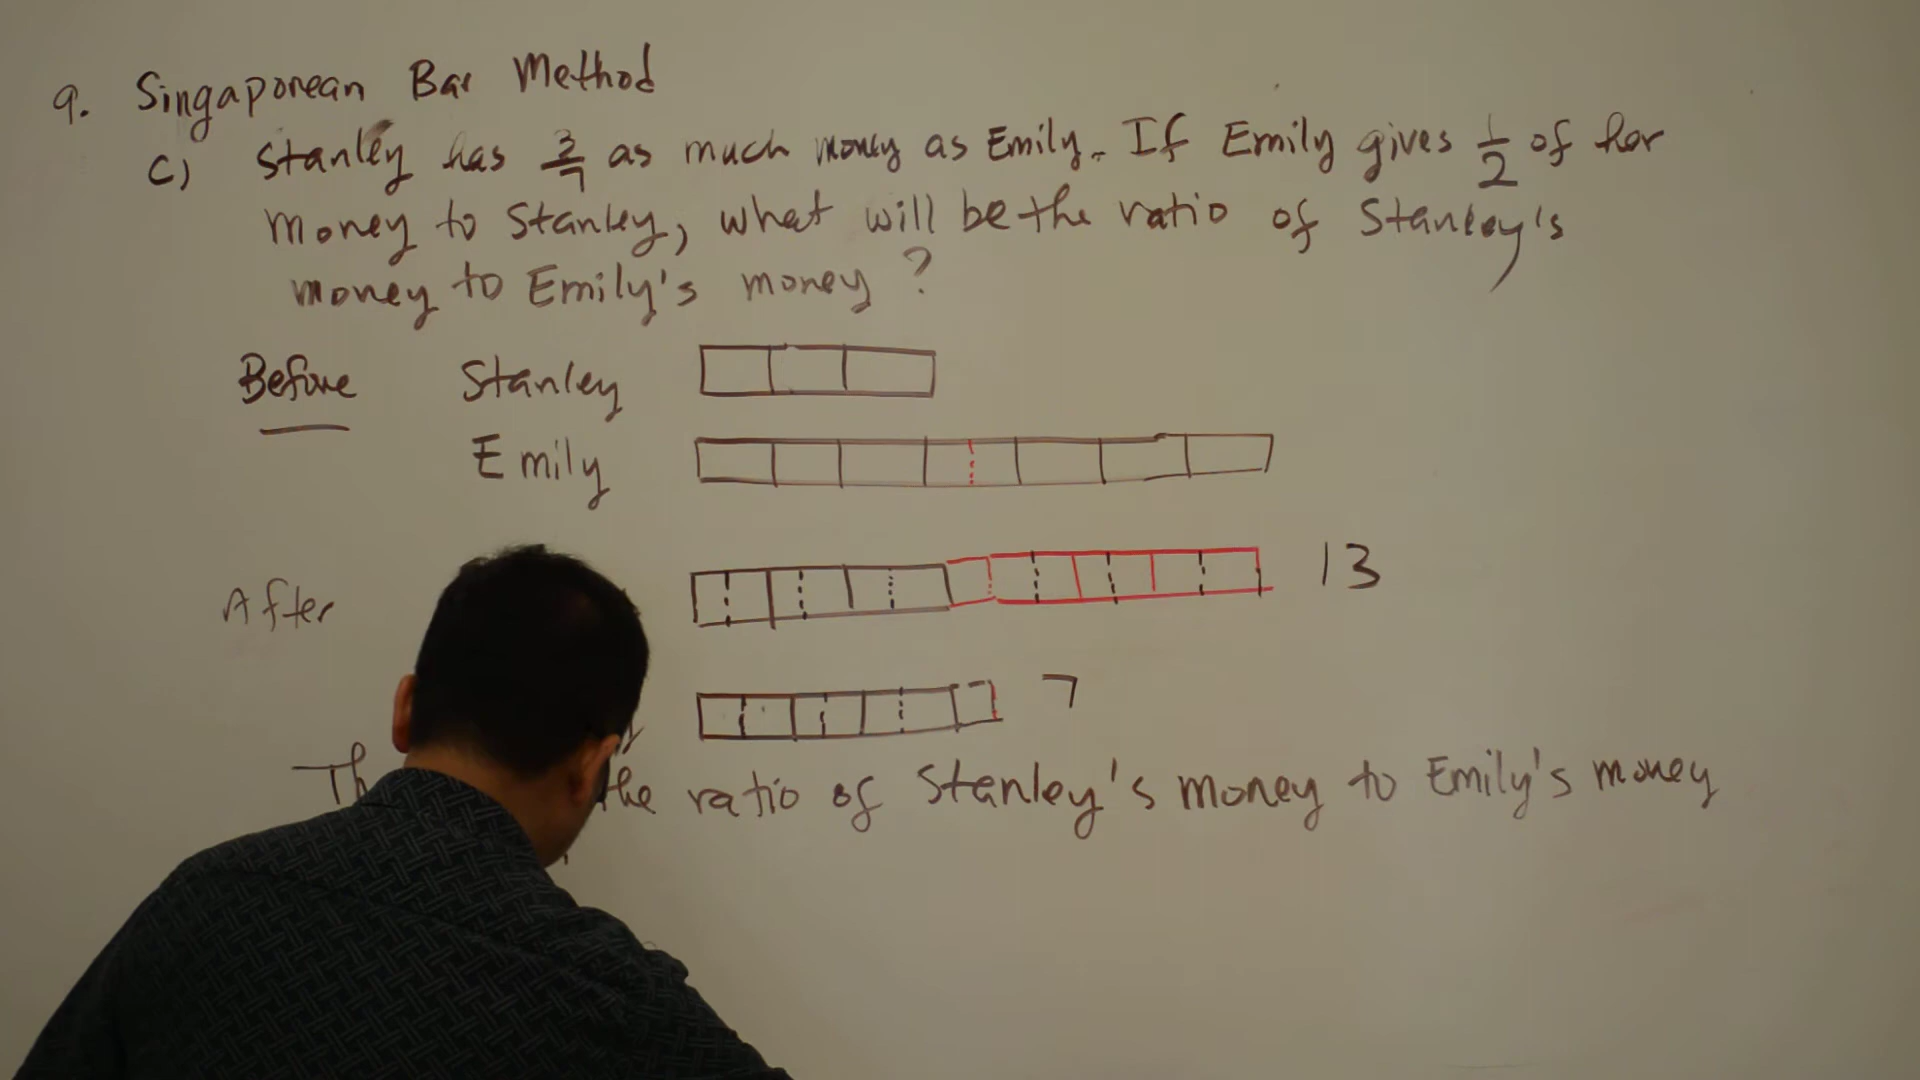 9. Singaporean Bar Method
c) Stanley has 3/7 as much money as Emily. If Emily gives 1/2 of her
money to Stanley, what will be the ratio of Stanley's
money to Emily's money?
Before Stanley
Emily
After 13
7
the ratio of Stanley's money to Emily's money